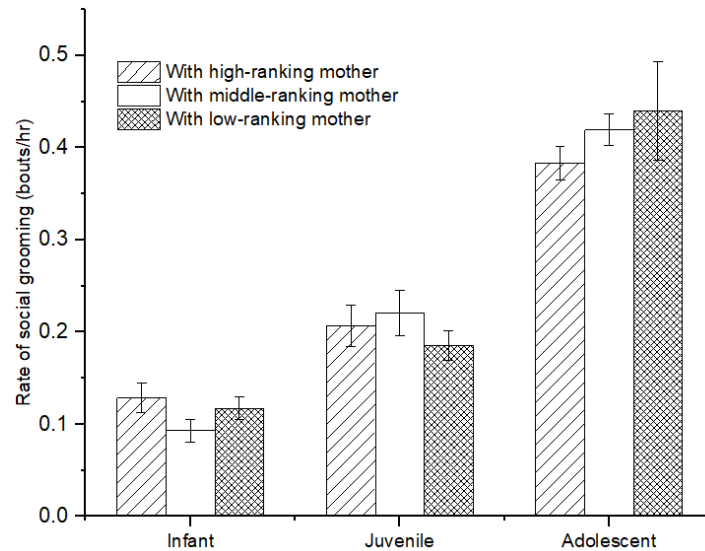 Rate of social grooming (bouts/hr)
0.5
0.4
0.3
0.2
0.1
0.0
With high-ranking mother
With middle-ranking mother
With low-ranking mother
Infant
Juvenile
Adolescent